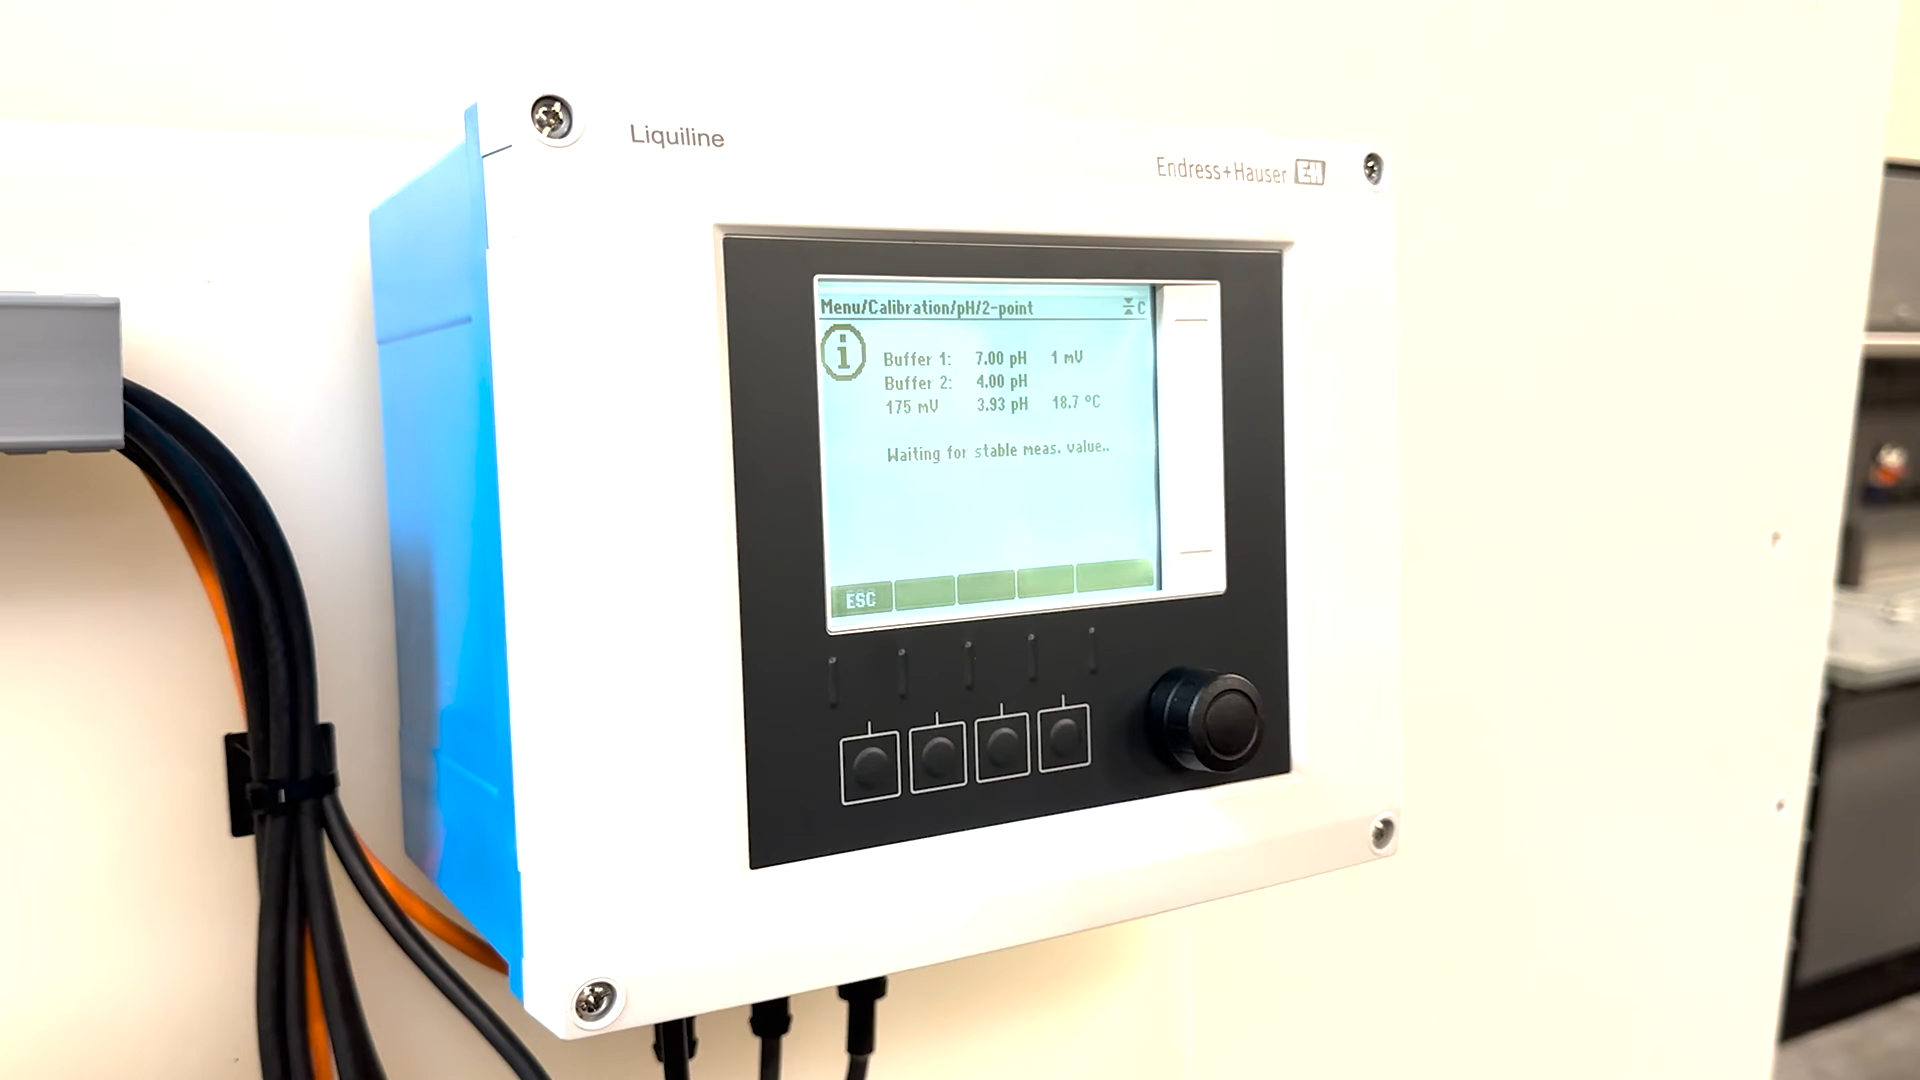 Liquiline
Endress+Hauser EH
Menu/Calibration/pH/2-point C
i
Buffer 1: 7.00 pH 1 mV
Buffer 2: 4.00 pH
175 mV 3.93 pH 18.7 °C
Waiting for stable meas. value..
ESC